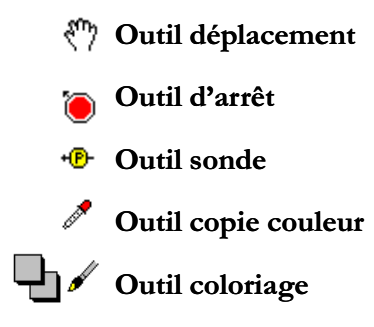 Outil déplacement
Outil d'arrêt
P Outil sonde
Outil copie couleur
Outil coloriage